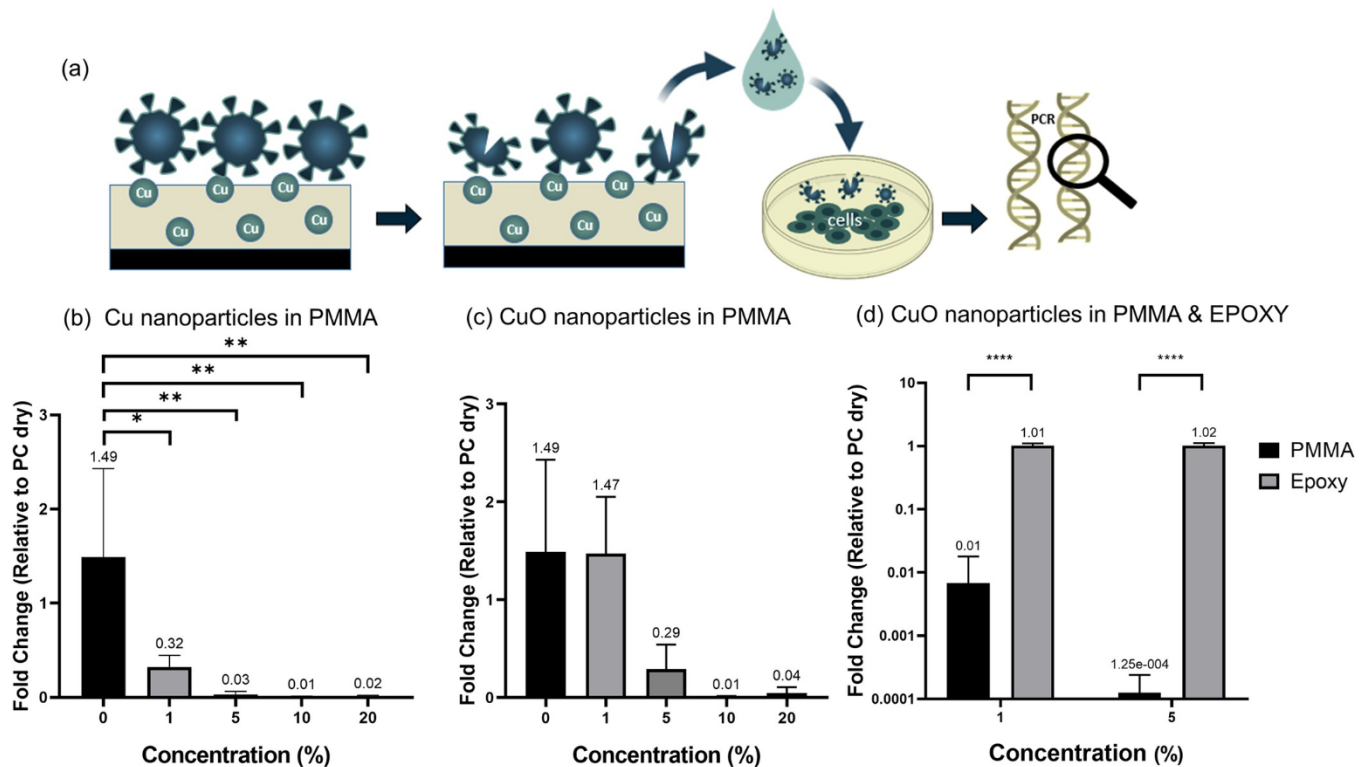 (a)
Cu Cu Cu
Cu Cu Cu
Cu Cu Cu
Cu Cu Cu
cells
PCR
(b) Cu nanoparticles in PMMA
**
**
**
*
Fold Change (Relative to PC dry)
3
2
1
0
1.49
0.32
0.03
0.01
0.02
0 1 5 10 20
Concentration (%)
(c) CuO nanoparticles in PMMA
Fold Change (Relative to PC dry)
3
2
1
0
1.49
1.47
0.29
0.01
0.04
0 1 5 10 20
Concentration (%)
(d) CuO nanoparticles in PMMA & EPOXY
**** ****
Fold Change (Relative to PC dry)
10
1
0.1
0.01
0.001
0.0001
0.01
1.01
1.25e-004
1.02
1 5
Concentration (%)
PMMA
Epoxy